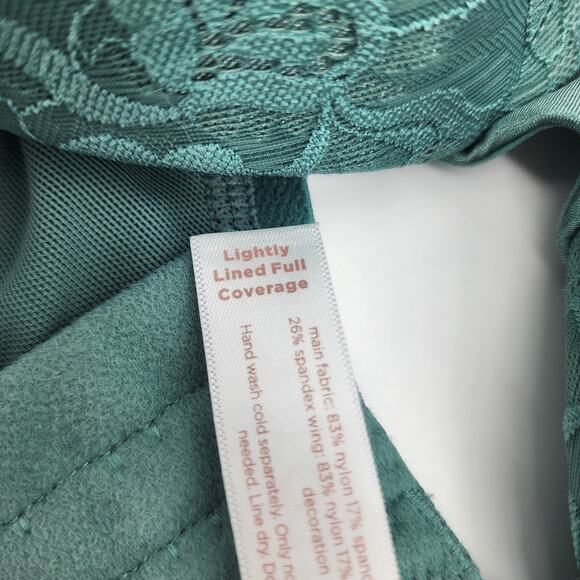 Lightly
Lined Full
Coverage
main fabric: 83% nylon 17% spand
26% spandex wing: 83% nylon 17%
decoration
Hand wash cold separately. Only no
needed. Line dry. Do